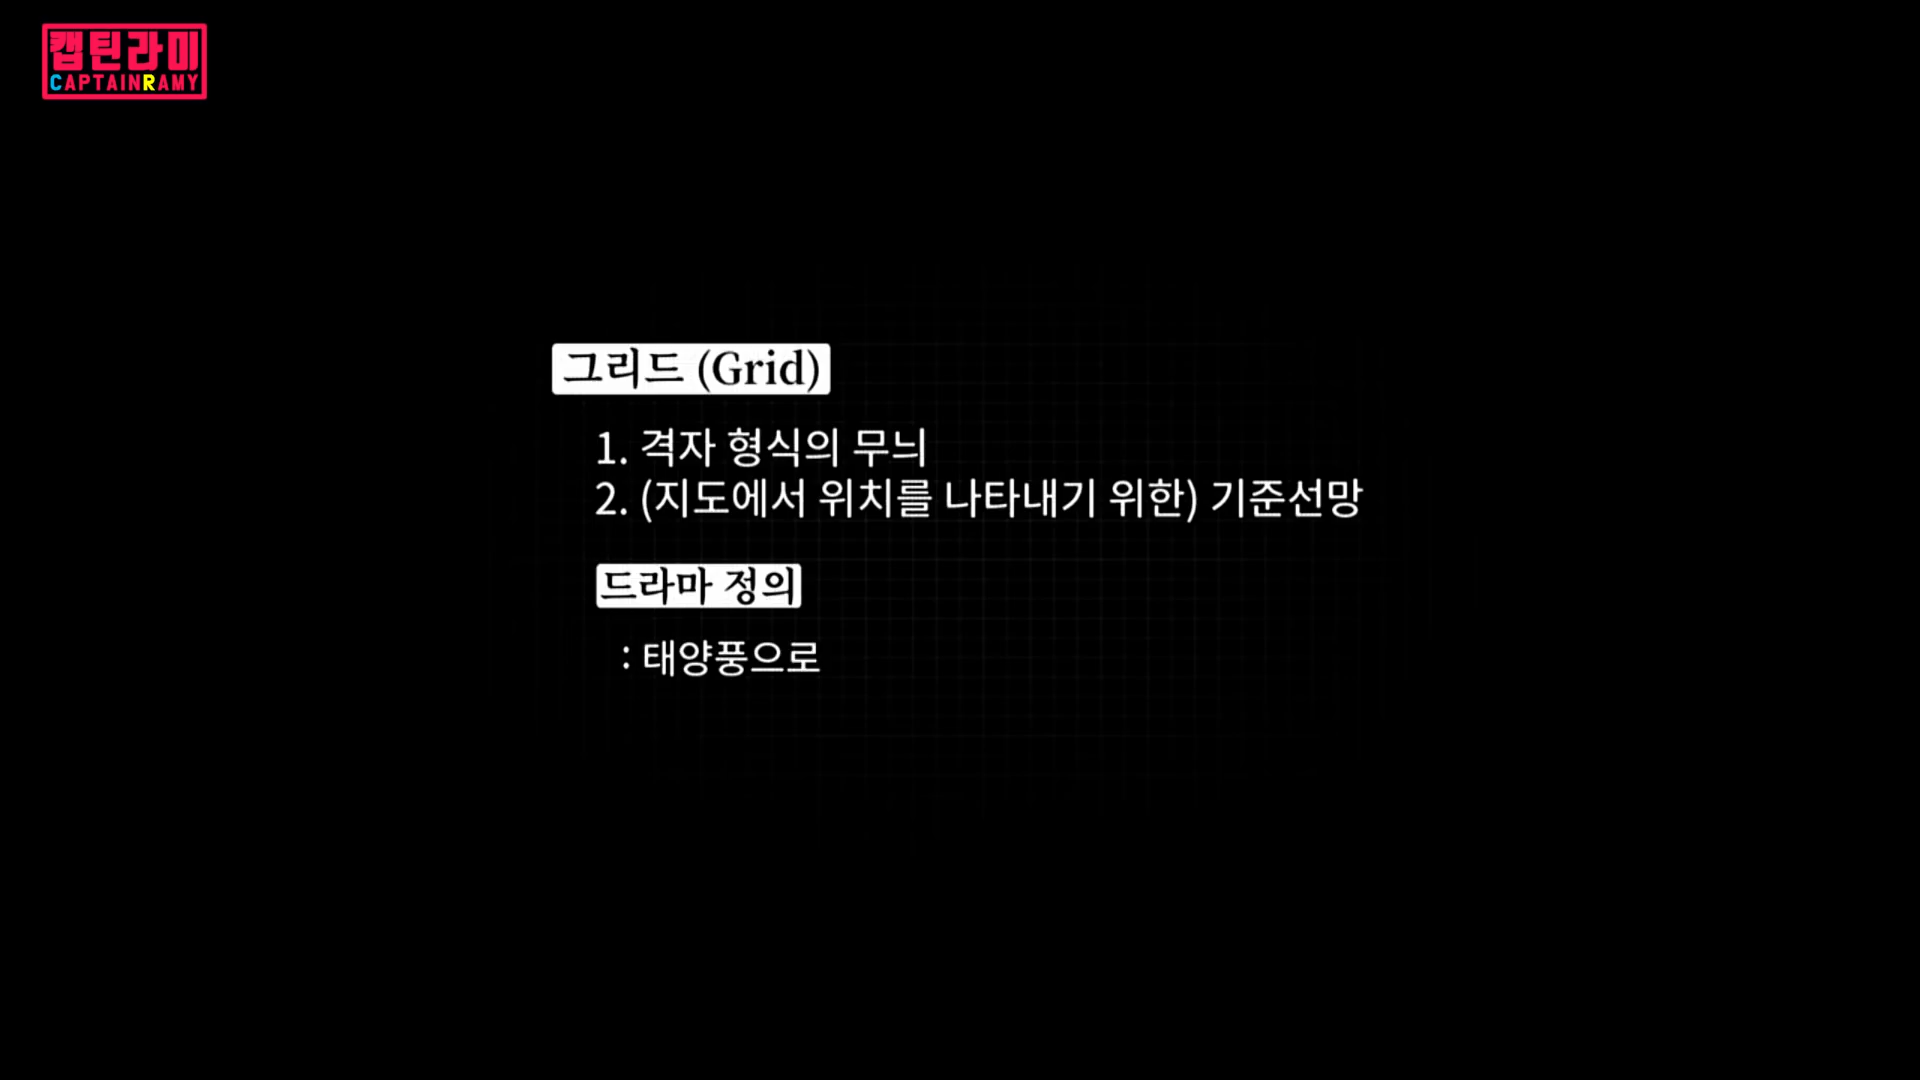 캡틴라미
CAPTAINRAMY
그리드 (Grid)
1. 격자 형식의 무늬
2. (지도에서 위치를 나타내기 위한) 기준선망
드라마 정의
: 태양풍으로